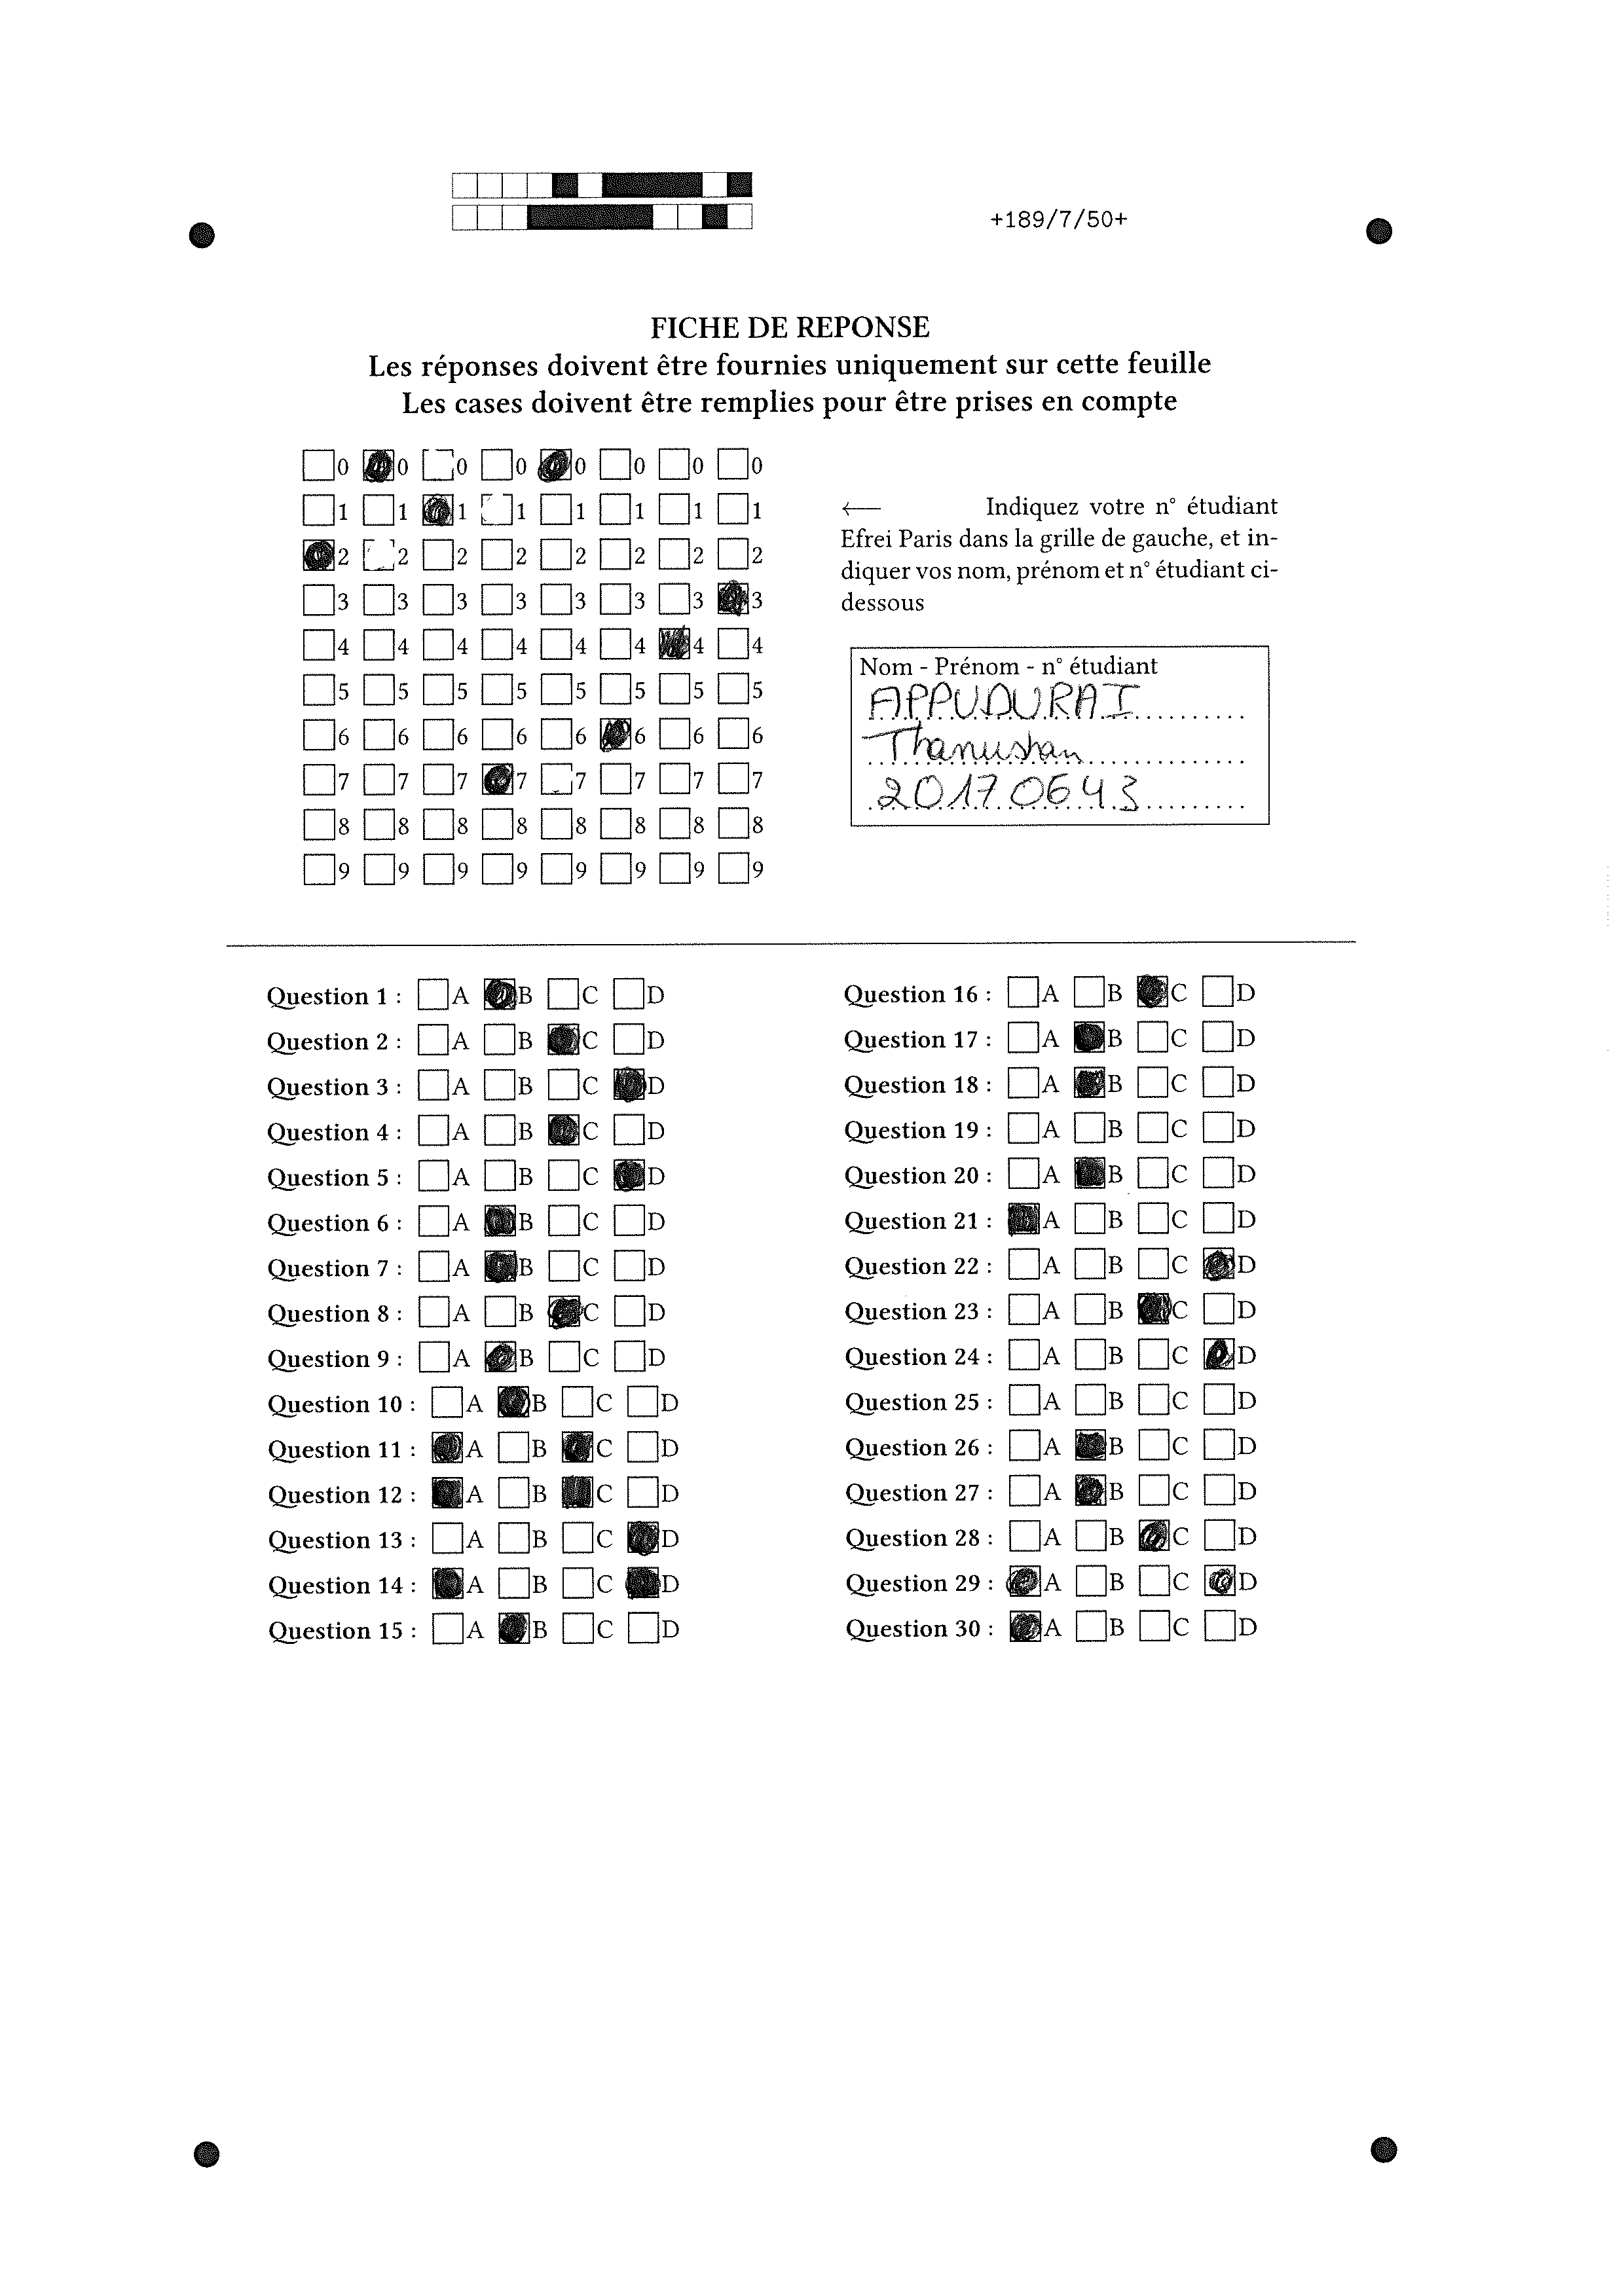 +189/7/50+
FICHE DE REPONSE
Les réponses doivent être fournies uniquement sur cette feuille
Les cases doivent être remplies pour être prises en compte
0 0 0 0 0 0 0 0
1 1 1 1 1 1 1 1
2 2 2 2 2 2 2 2
3 3 3 3 3 3 3 3
4 4 4 4 4 4 4 4
5 5 5 5 5 5 5 5
6 6 6 6 6 6 6 6
7 7 7 7 7 7 7 7
8 8 8 8 8 8 8 8
9 9 9 9 9 9 9 9
← Indiquez votre n° étudiant
Efrei Paris dans la grille de gauche, et in-
diquer vos nom, prénom et n° étudiant ci-
dessous
Nom - Prénom - n° étudiant
APPUDURAI
Thanushan
20170643
Question 1 : A B C D
Question 2 : A B C D
Question 3 : A B C D
Question 4 : A B C D
Question 5 : A B C D
Question 6 : A B C D
Question 7 : A B C D
Question 8 : A B C D
Question 9 : A B C D
Question 10 : A B C D
Question 11 : A B C D
Question 12 : A B C D
Question 13 : A B C D
Question 14 : A B C D
Question 15 : A B C D
Question 16 : A B C D
Question 17 : A B C D
Question 18 : A B C D
Question 19 : A B C D
Question 20 : A B C D
Question 21 : A B C D
Question 22 : A B C D
Question 23 : A B C D
Question 24 : A B C D
Question 25 : A B C D
Question 26 : A B C D
Question 27 : A B C D
Question 28 : A B C D
Question 29 : A B C D
Question 30 : A B C D